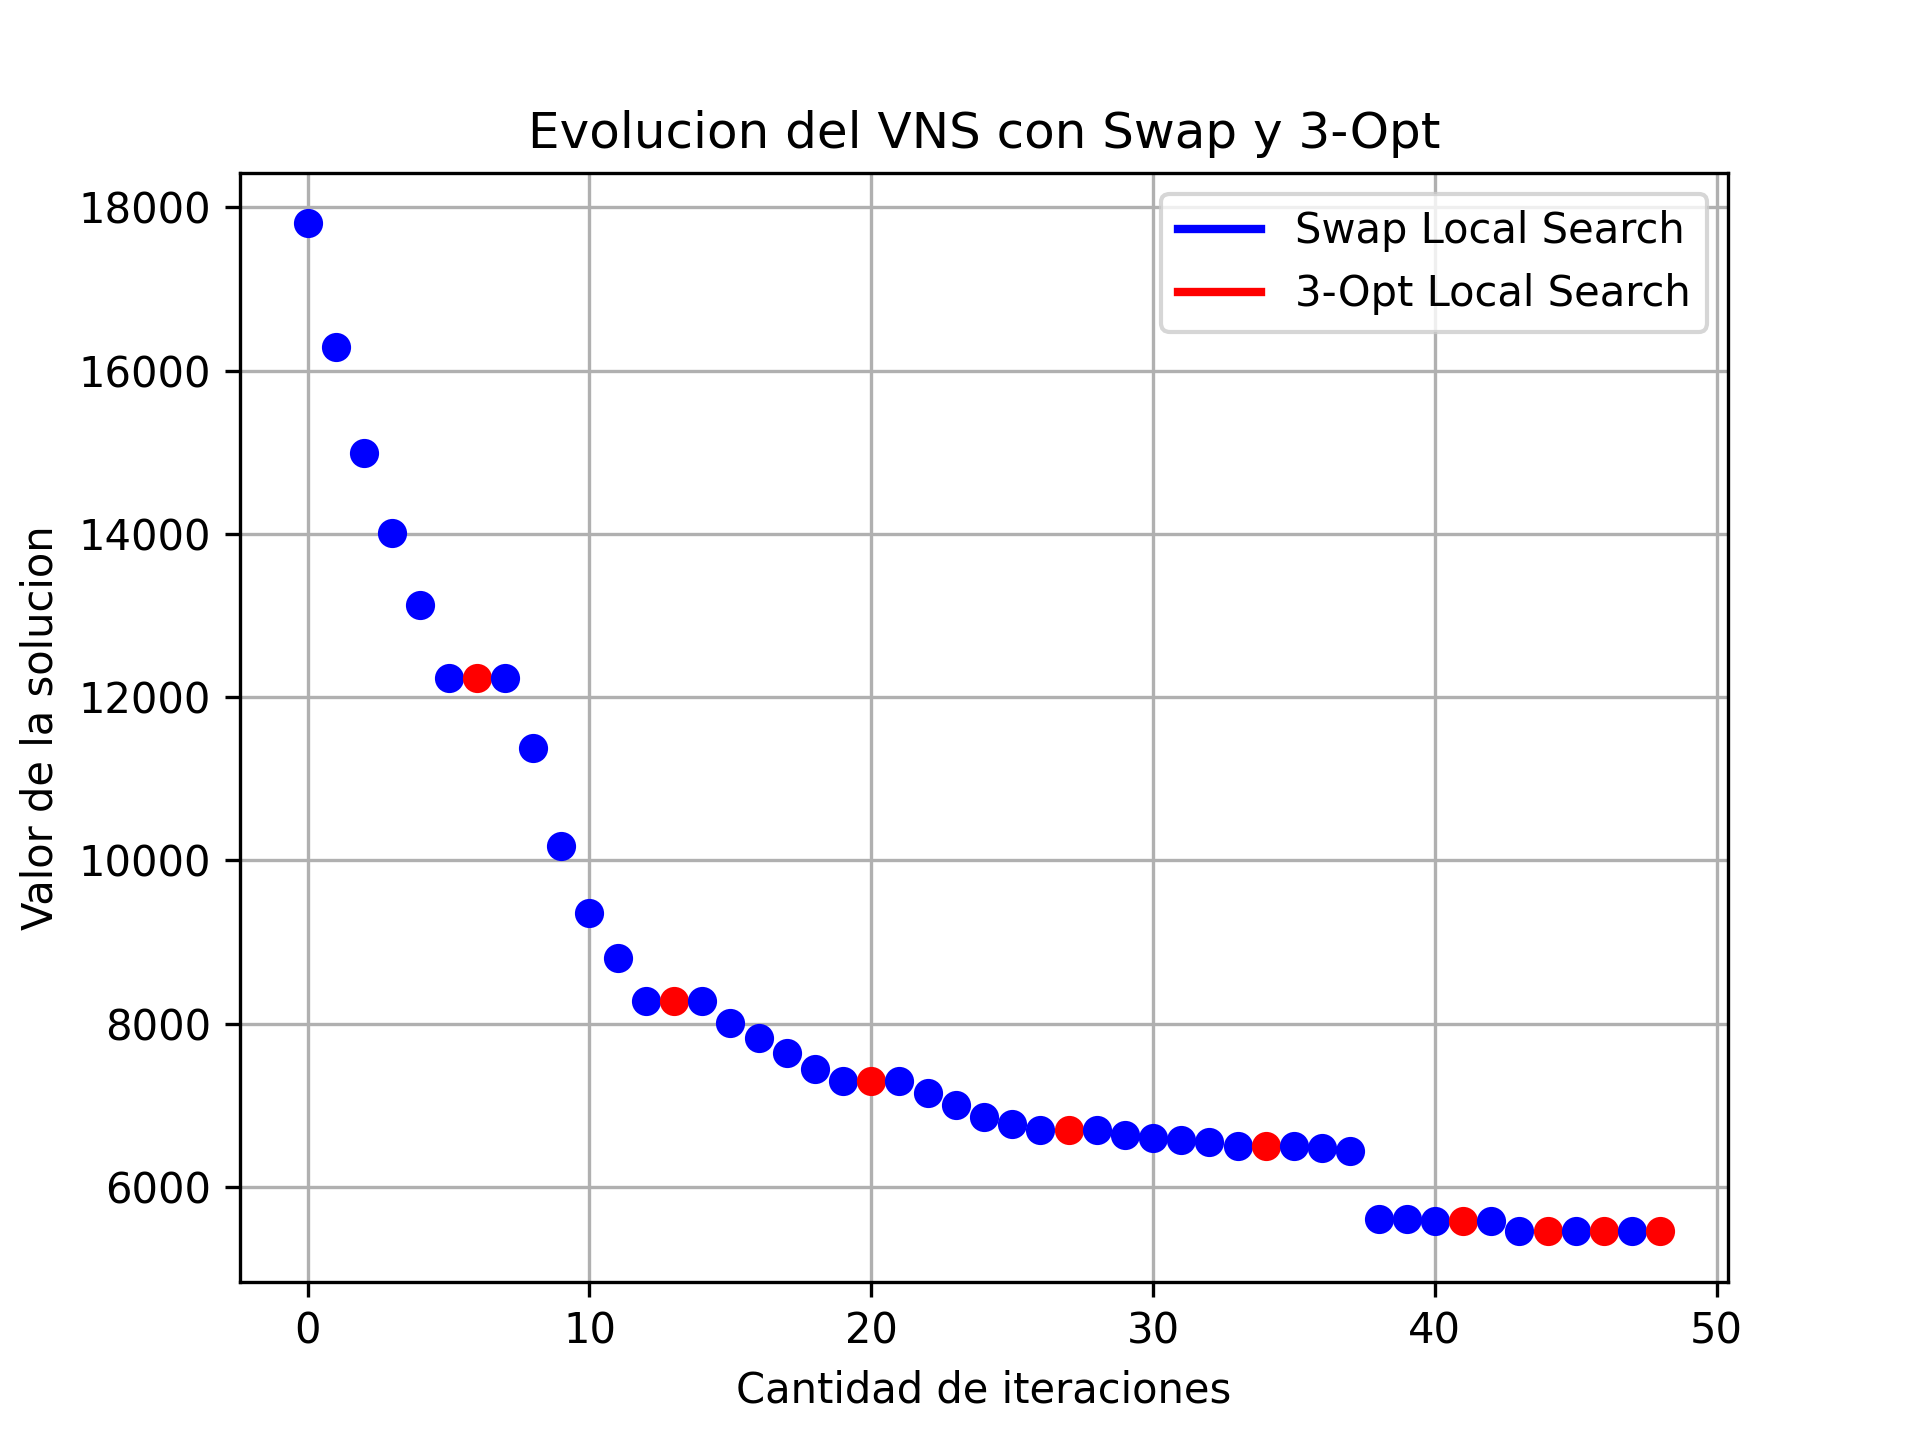 Evolucion del VNS con Swap y 3-Opt
Swap Local Search
3-Opt Local Search
Valor de la solucion
18000
16000
14000
12000
10000
8000
6000
0 10 20 30 40 50
Cantidad de iteraciones